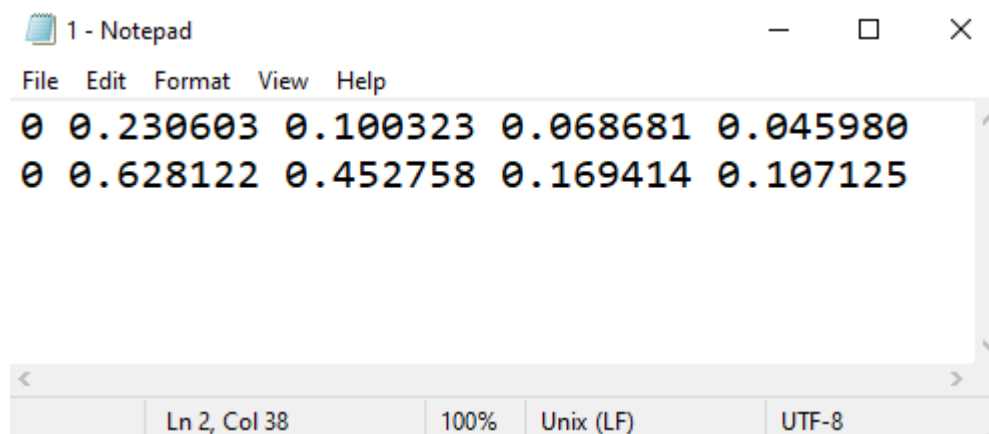 1 - Notepad
File Edit Format View Help
0 0.230603 0.100323 0.068681 0.045980
0 0.628122 0.452758 0.169414 0.107125
Ln 2, Col 38 100% Unix (LF) UTF-8